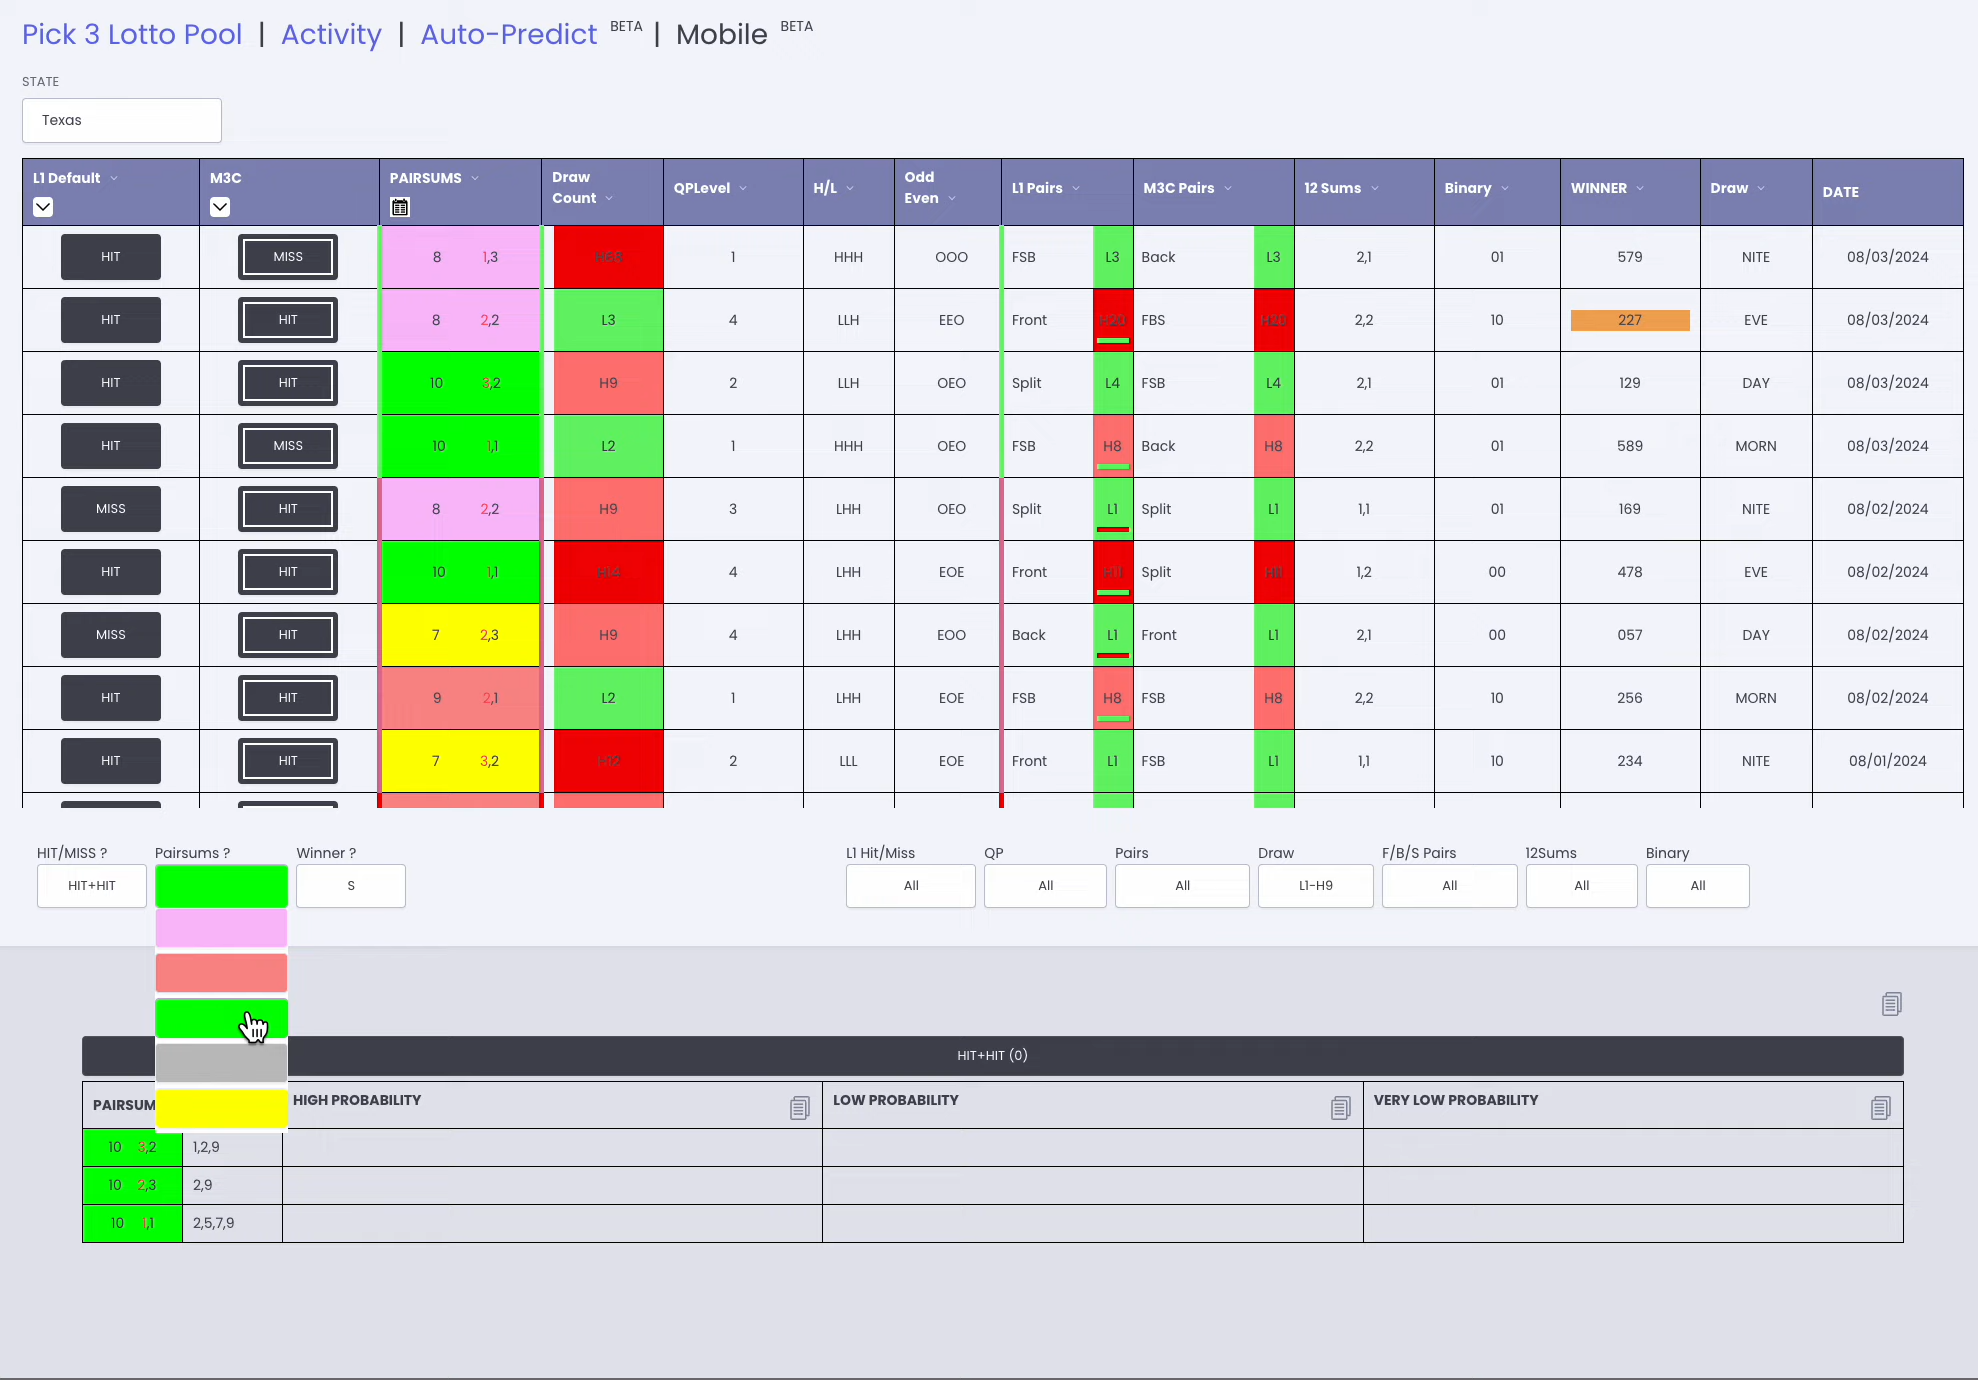 Pick 3 Lotto Pool | Activity | Auto-Predict BETA | Mobile BETA
STATE
Texas
L1 Default M3C PAIRSUMS Draw Count QPLevel H/L Odd Even L1 Pairs M3C Pairs 12 Sums Binary WINNER Draw DATE
HIT MISS 8 1,3 1 HHH OOO FSB L3 Back L3 2,1 01 579 NITE 08/03/2024
HIT HIT 8 2,2 L3 4 LLH EEO Front H20 FBS 2,2 10 227 EVE 08/03/2024
HIT HIT 10 3,2 H9 2 LLH OEO Split L4 FSB L4 2,1 01 129 DAY 08/03/2024
HIT MISS 10 1,1 L2 1 HHH OEO FSB H8 Back H8 2,2 01 589 MORN 08/03/2024
MISS HIT 8 2,2 H9 3 LHH OEO Split L1 Split L1 1,1 01 169 NITE 08/02/2024
HIT HIT 10 1,1 H14 4 LHH EOE Front Split 1,2 00 478 EVE 08/02/2024
MISS HIT 7 2,3 H9 4 LHH EOO Back L1 Front L1 2,1 00 057 DAY 08/02/2024
HIT HIT 9 2,1 L2 1 LHH EOE FSB H8 FSB H8 2,2 10 256 MORN 08/02/2024
HIT HIT 7 3,2 H12 2 LLL EOE Front L1 FSB L1 1,1 10 234 NITE 08/01/2024
HIT/MISS ? Pairsums ? Winner ? L1 Hit/Miss QP Pairs Draw F/B/S Pairs 12Sums Binary
HIT+HIT S All All All L1-H9 All All All
HIT+HIT (0)
PAIRSUM HIGH PROBABILITY LOW PROBABILITY VERY LOW PROBABILITY
10 3,2 1,2,9
10 2,3 2,9
10 1,1 2,5,7,9